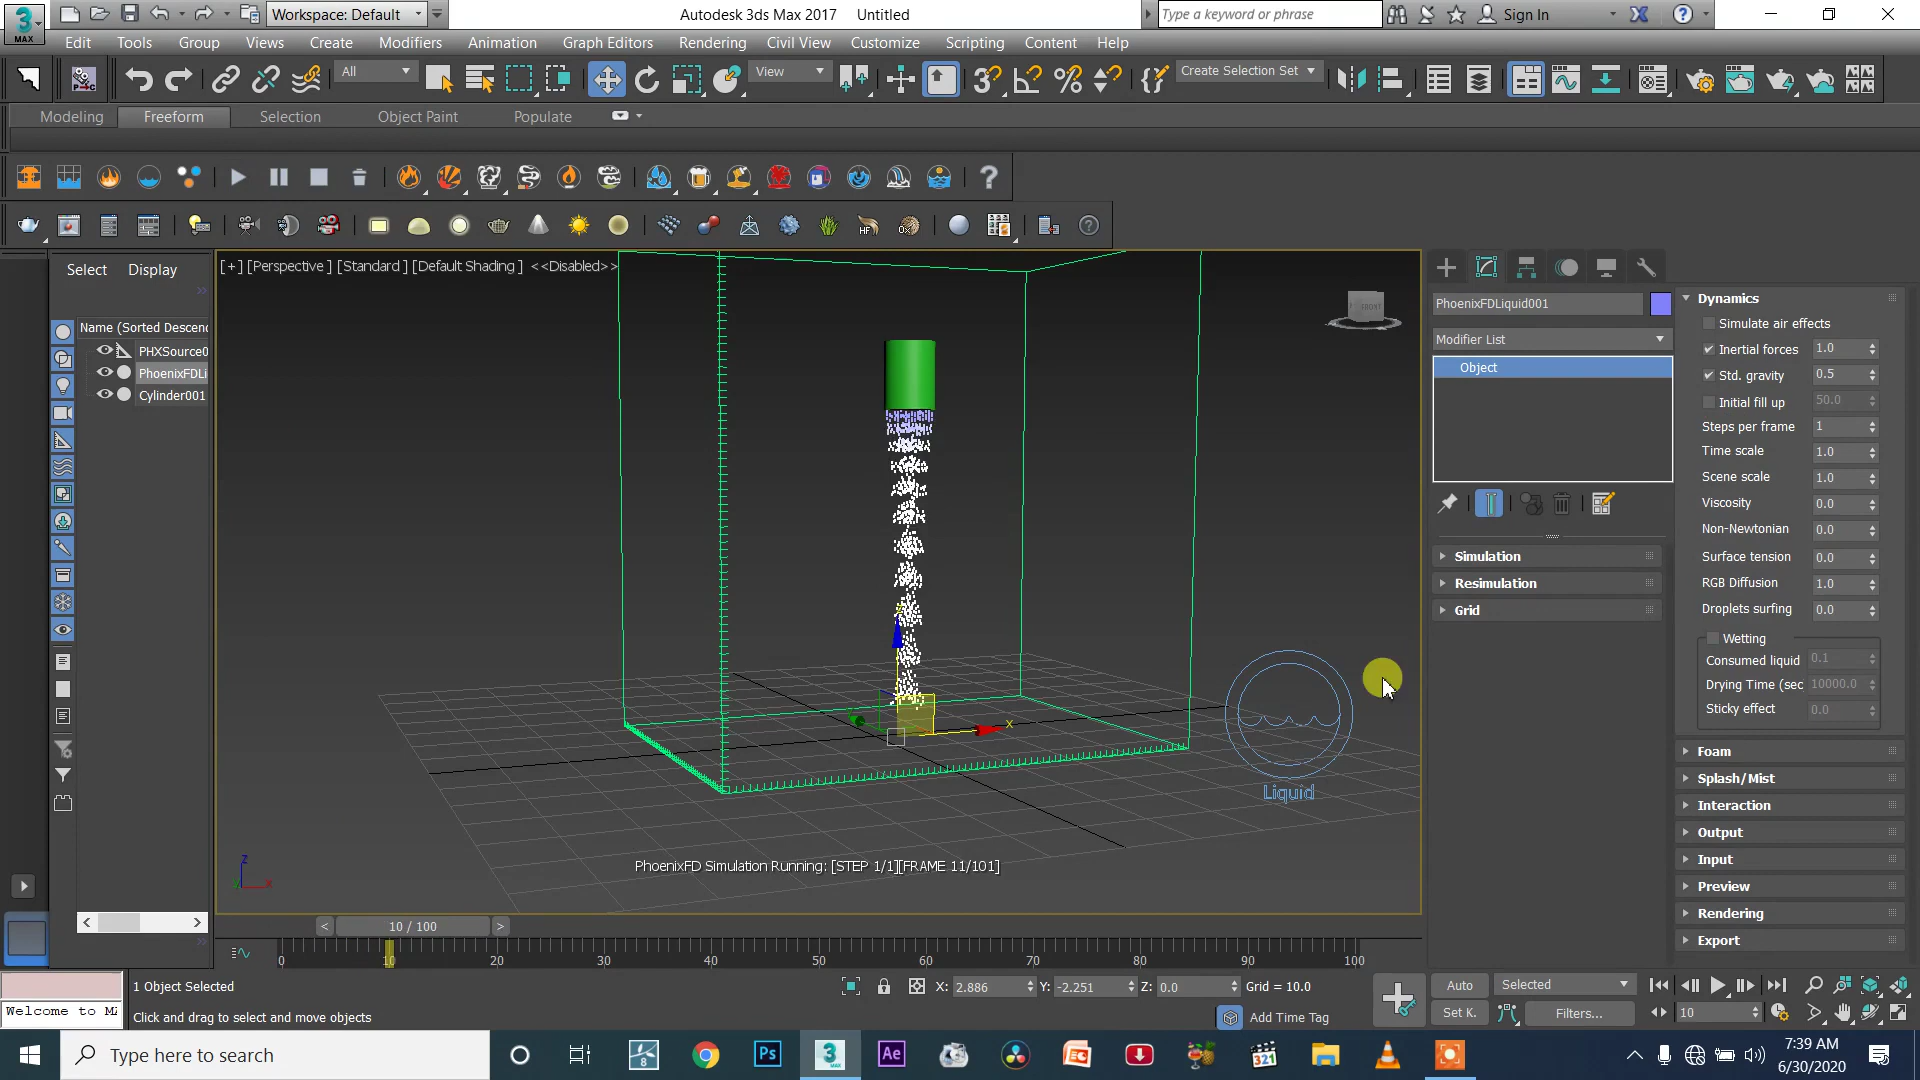 3 MAX Workspace: Default Autodesk 3ds Max 2017 Untitled Type a keyword or phrase Sign In
Edit Tools Group Views Create Modifiers Animation Graph Editors Rendering Civil View Customize Scripting Content Help
All View Create Selection Set
Modeling Freeform Selection Object Paint Populate
Select Display
Name (Sorted Descend
PHXSource0
PhoenixFDLi
Cylinder001
[+] [Perspective ] [Standard ] [Default Shading ] <<Disabled>>
FRONT
Z
X
Liquid
PhoenixFD Simulation Running: [STEP 1/1][FRAME 11/101]
PhoenixFDLiquid001
Modifier List
Object
Simulation
Resimulation
Grid
Dynamics
Simulate air effects
Inertial forces 1.0
Std. gravity 0.5
Initial fill up 50.0
Steps per frame 1
Time scale 1.0
Scene scale 1.0
Viscosity 0.0
Non-Newtonian 0.0
Surface tension 0.0
RGB Diffusion 1.0
Droplets surfing 0.0
Wetting
Consumed liquid 0.1
Drying Time (sec 10000.0
Sticky effect 0.0
Foam
Splash/Mist
Interaction
Output
Input
Preview
Rendering
Export
< 10 / 100 >
0 10 20 30 40 50 60 70 80 90 100
1 Object Selected X: 2.886 Y: -2.251 Z: 0.0 Grid = 10.0 Auto Selected
Welcome to MA Click and drag to select and move objects Add Time Tag Set K. Filters... 10
Type here to search
7:39 AM
6/30/2020